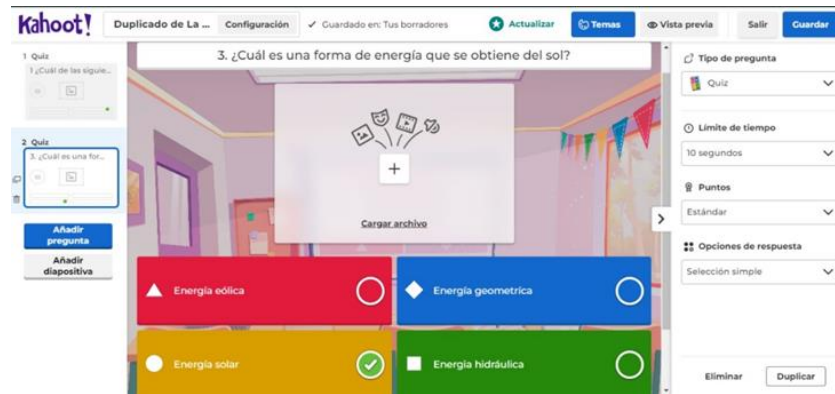 Kahoot!
Duplicado de La ...
Configuración
✓ Guardado en: Tus borradores
Actualizar
Temas
Vista previa
Salir
Guardar
1 Quiz
1 ¿Cuál de las siguie...
2 Quiz
3. ¿Cuál es una for...
Añadir
pregunta
Añadir
diapositiva
3. ¿Cuál es una forma de energía que se obtiene del sol?
Cargar archivo
Energía eólica
Energía geometríca
Energía solar
Energía hidráulica
Tipo de pregunta
Quiz
Límite de tiempo
10 segundos
Puntos
Estándar
Opciones de respuesta
Selección simple
Eliminar
Duplicar